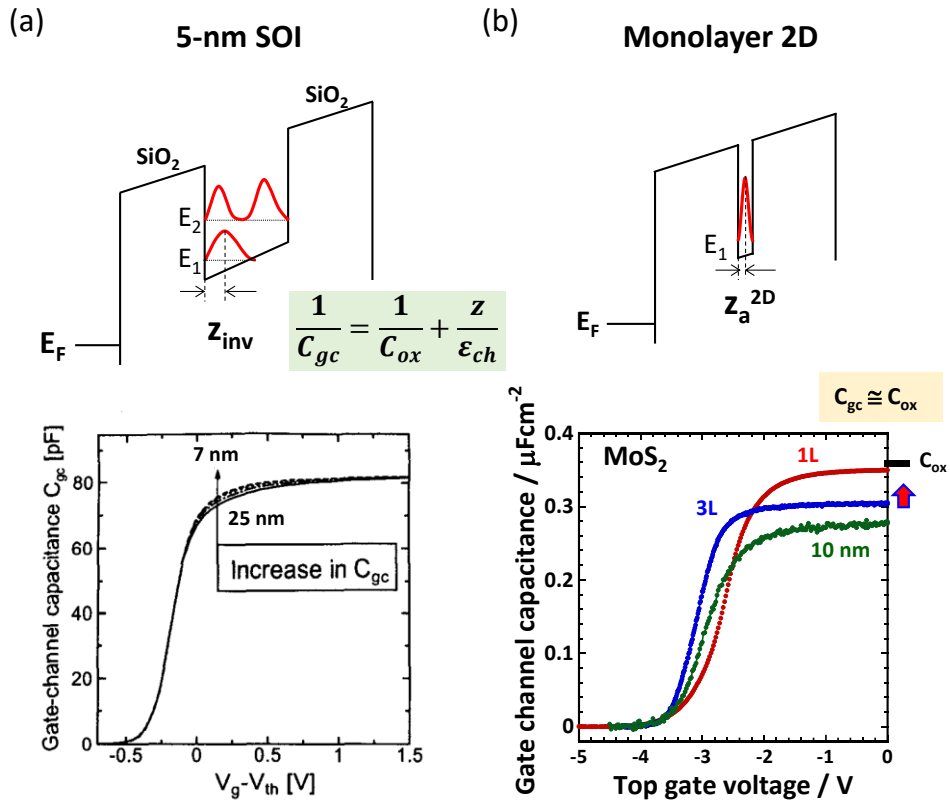 (a)
5-nm SOI
SiO2
SiO2
E2
E1
zinv
EF
1/Cgc = 1/Cox + z/εch
Gate-channel capacitance Cgc [pF]
80
60
40
20
0
7 nm
25 nm
Increase in Cgc
-0.5
0
0.5
1
1.5
Vg-Vth [V]
(b)
Monolayer 2D
E1
za2D
EF
Cgc ≅ Cox
Gate channel capacitance / μFcm-2
0.4
0.3
0.2
0.1
0
MoS2
1L
Cox
3L
10 nm
-5
-4
-3
-2
-1
0
Top gate voltage / V